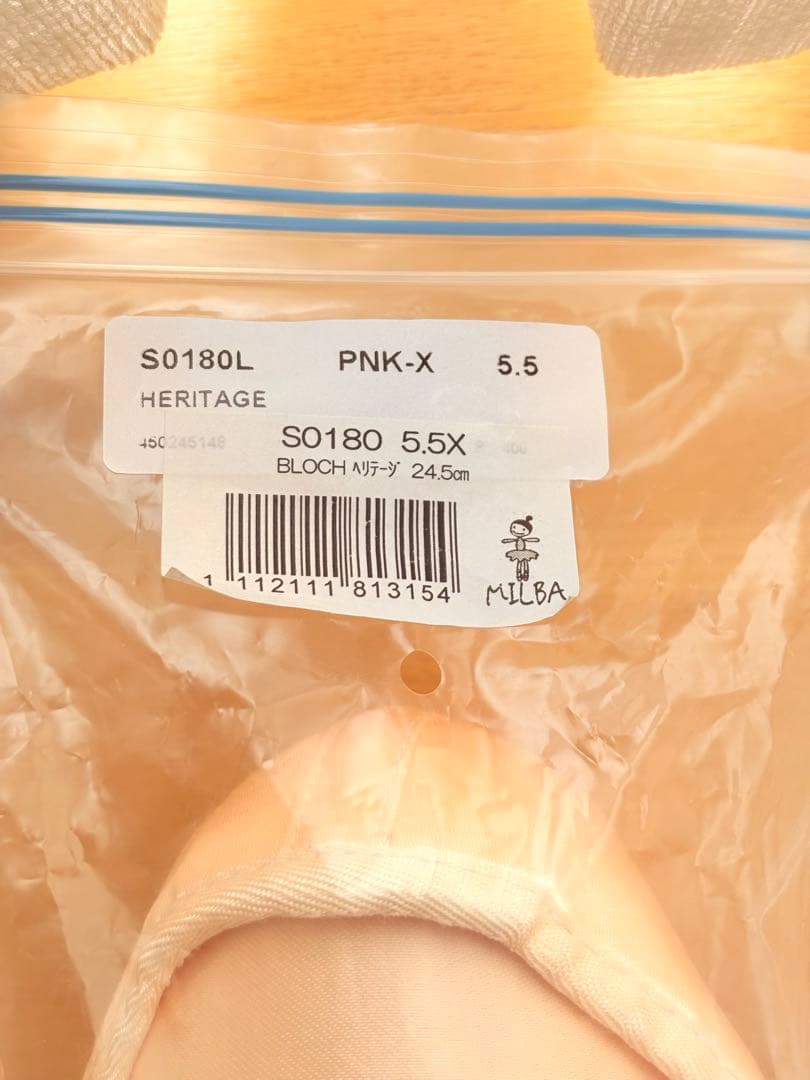 S0180L PNK-X 5.5
HERITAGE
S0180 5.5X
BLOCH ﾍﾘﾃｰｼﾞ 24.5㎝
1 112111 813154
MILBA